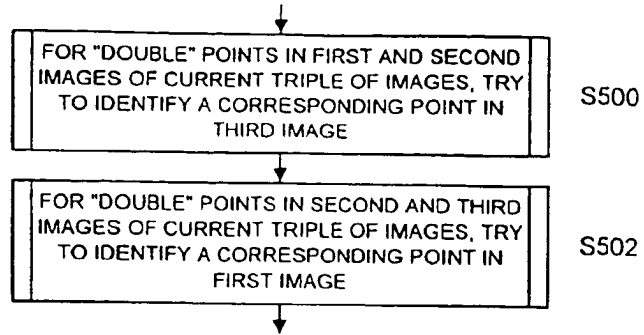 FOR "DOUBLE" POINTS IN FIRST AND SECOND
IMAGES OF CURRENT TRIPLE OF IMAGES, TRY
TO IDENTIFY A CORRESPONDING POINT IN
THIRD IMAGE
S500
FOR "DOUBLE" POINTS IN SECOND AND THIRD
IMAGES OF CURRENT TRIPLE OF IMAGES, TRY
TO IDENTIFY A CORRESPONDING POINT IN
FIRST IMAGE
S502